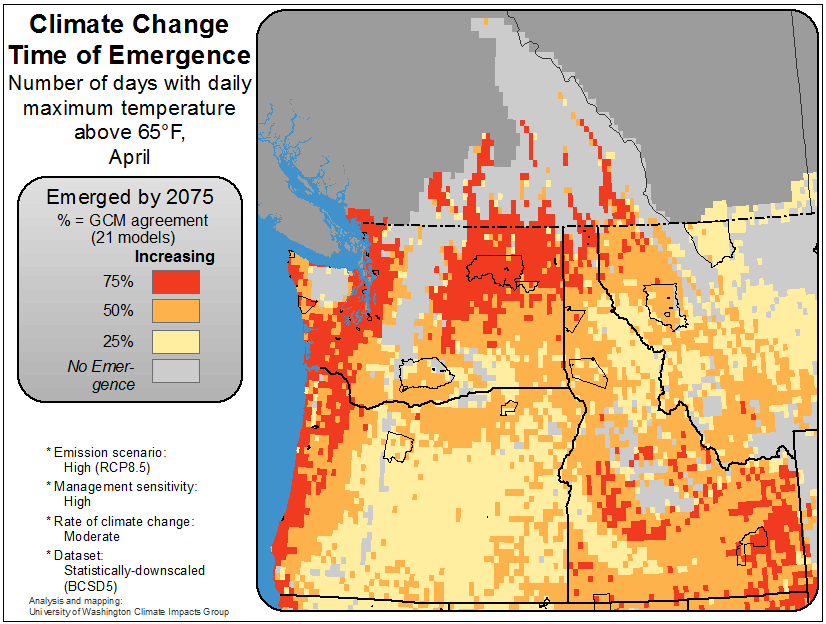 Climate Change
Time of Emergence
Number of days with daily
maximum temperature
above 65°F,
April
Emerged by 2075
% = GCM agreement
(21 models)
Increasing
75%
50%
25%
No Emer-
gence
* Emission scenario:
High (RCP8.5)
* Management sensitivity:
High
* Rate of climate change:
Moderate
* Dataset:
Statistically-downscaled
(BCSD5)
Analysis and mapping:
University of Washington Climate Impacts Group